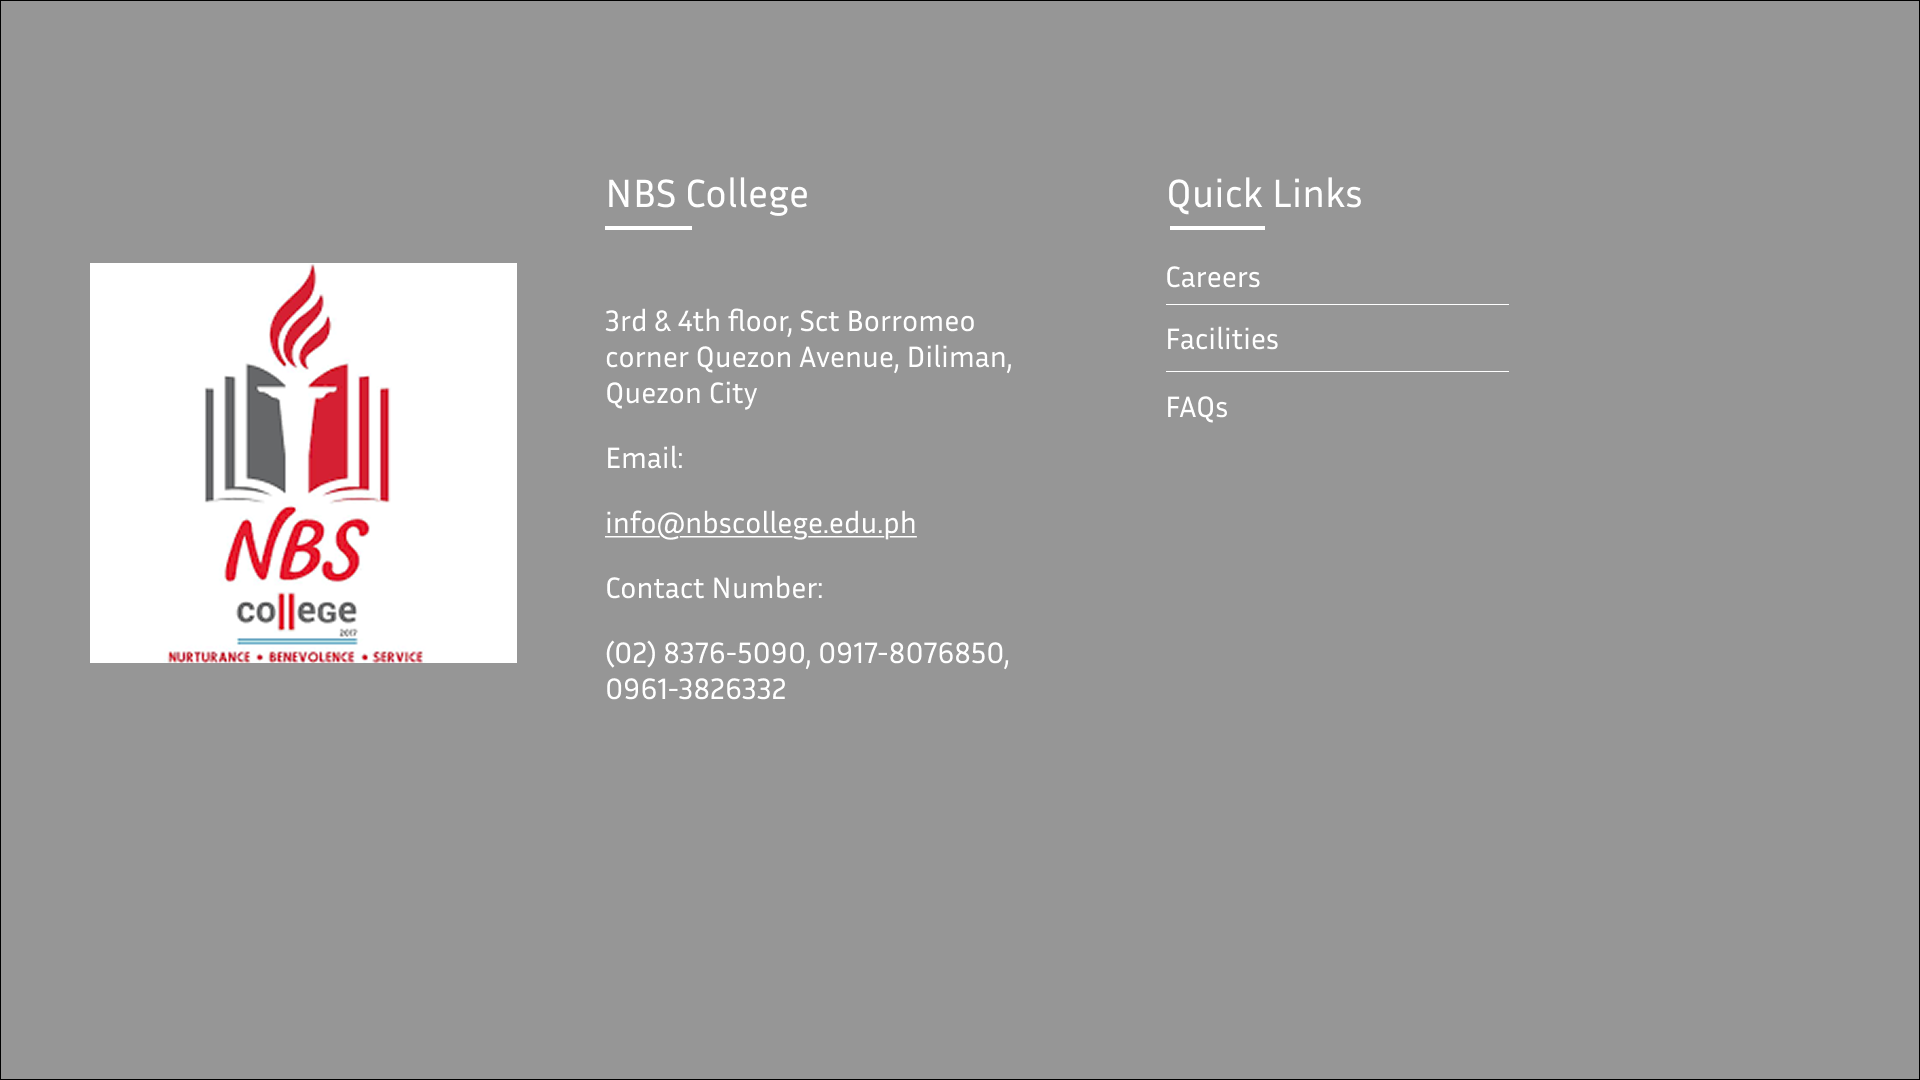 NBS
college
2017
NURTURANCE • BENEVOLENCE • SERVICE
NBS College
3rd & 4th floor, Sct Borromeo
corner Quezon Avenue, Diliman,
Quezon City
Email:
info@nbscollege.edu.ph
Contact Number:
(02) 8376-5090, 0917-8076850,
0961-3826332
Quick Links
Careers
Facilities
FAQs